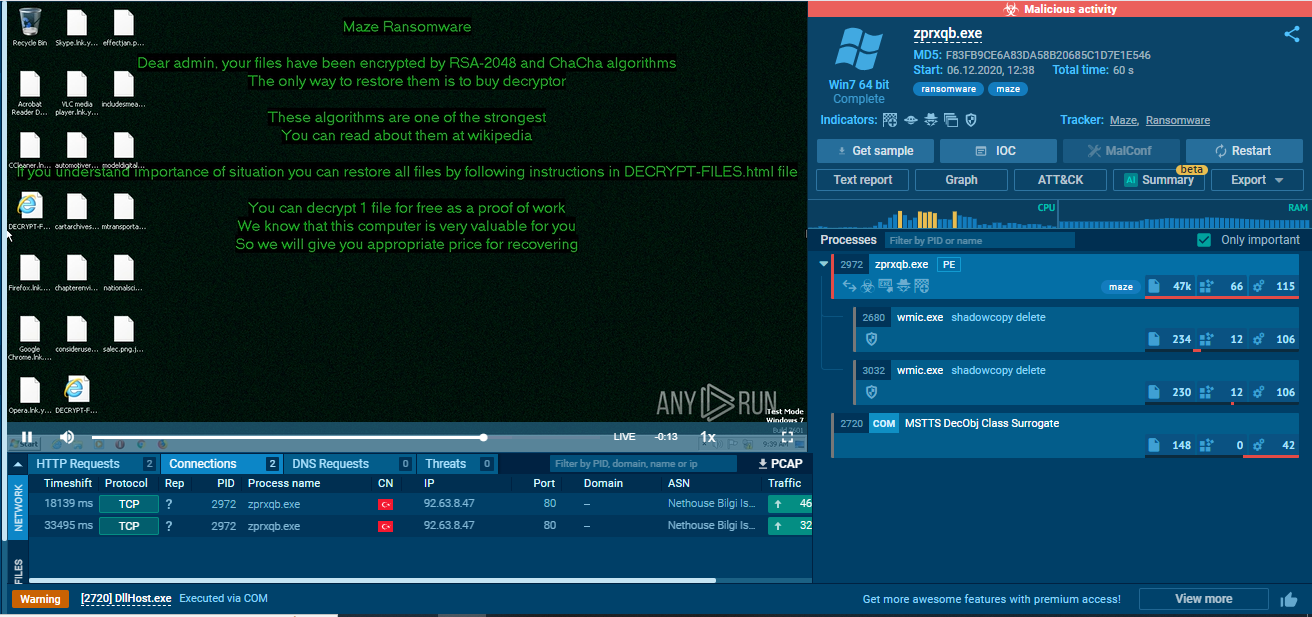 Recycle Bin
Skype.lnk.y...
effectjan.p...
Acrobat Reader D...
VLC media player.lnk.y...
includesmea...
CCleaner.ln...
automotiver...
modeldigital...
DECRYPT-F...
cartarchives...
mtransporta...
Firefox.lnk....
chapterenvi...
nationalsci...
Google Chrome.lnk....
consideruse...
salec.png.j...
Opera.lnk.y...
DECRYPT-F...
Maze Ransomware
Dear admin, your files have been encrypted by RSA-2048 and ChaCha algorithms
The only way to restore them is to buy decryptor
These algorithms are one of the strongest
You can read about them at wikipedia
If you understand importance of situation you can restore all files by following instructions in DECRYPT-FILES.html file
You can decrypt 1 file for free as a proof of work
We know that this computer is very valuable for you
So we will give you appropriate price for recovering
ANY RUN
Test Mode
Windows 7
Build 7601
Start
9:39 AM
LIVE -0:13 1x
HTTP Requests 2 Connections 2 DNS Requests 0 Threats 0 Filter by PID, domain, name or ip PCAP
NETWORK
FILES
Timeshift Protocol Rep PID Process name CN IP Port Domain ASN Traffic
18139 ms TCP ? 2972 zprxqb.exe 92.63.8.47 80 – Nethouse Bilgi Is... 46
33495 ms TCP ? 2972 zprxqb.exe 92.63.8.47 80 – Nethouse Bilgi Is... 32
Warning [2720] DllHost.exe Executed via COM
Malicious activity
Win7 64 bit
Complete
zprxqb.exe
MD5: F83FB9CE6A83DA58B20685C1D7E1E546
Start: 06.12.2020, 12:38 Total time: 60 s
ransomware maze
Indicators:
Tracker: Maze, Ransomware
Get sample IOC MalConf Restart
Text report Graph ATT&CK AI Summary beta Export
CPU RAM
Processes Filter by PID or name Only important
2972 zprxqb.exe PE
maze 47k 66 115
2680 wmic.exe shadowcopy delete
234 12 106
3032 wmic.exe shadowcopy delete
230 12 106
2720 COM MSTTS DecObj Class Surrogate
148 0 42
Get more awesome features with premium access! View more